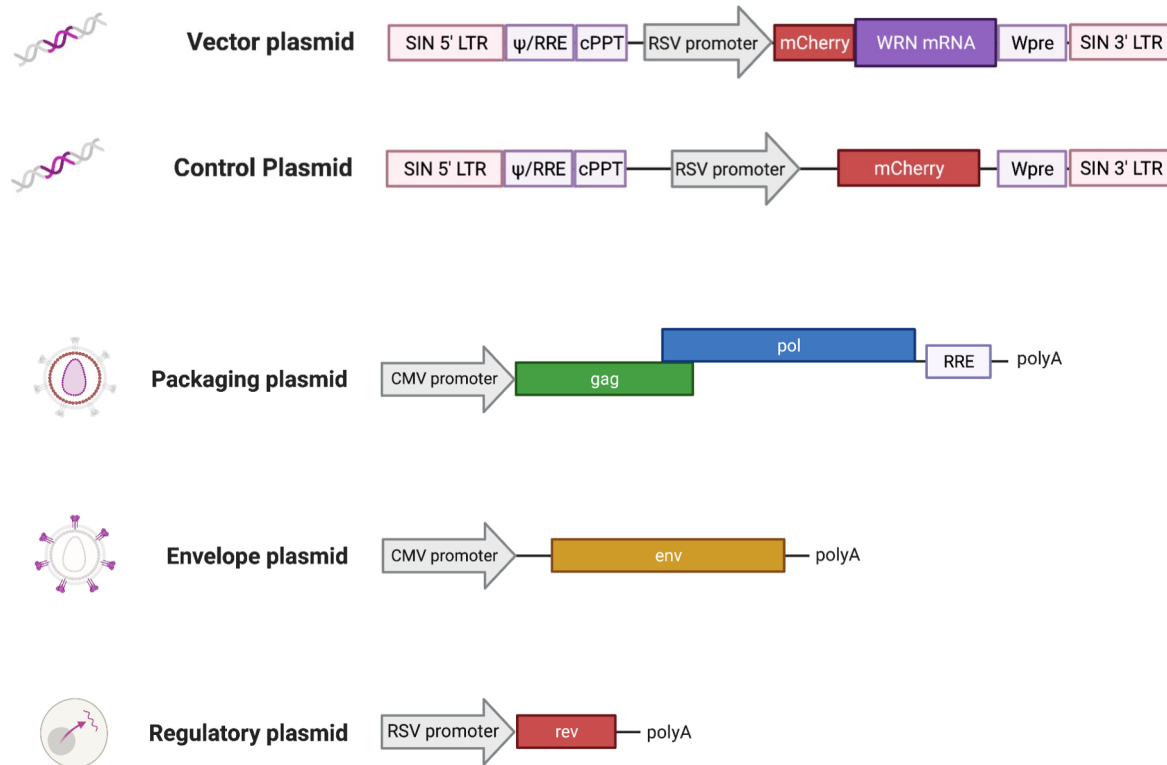 Vector plasmid
SIN 5' LTR ψ/RRE cPPT RSV promoter mCherry WRN mRNA Wpre SIN 3' LTR
Control Plasmid
SIN 5' LTR ψ/RRE cPPT RSV promoter mCherry Wpre SIN 3' LTR
Packaging plasmid
CMV promoter gag pol RRE polyA
Envelope plasmid
CMV promoter env polyA
Regulatory plasmid
RSV promoter rev polyA